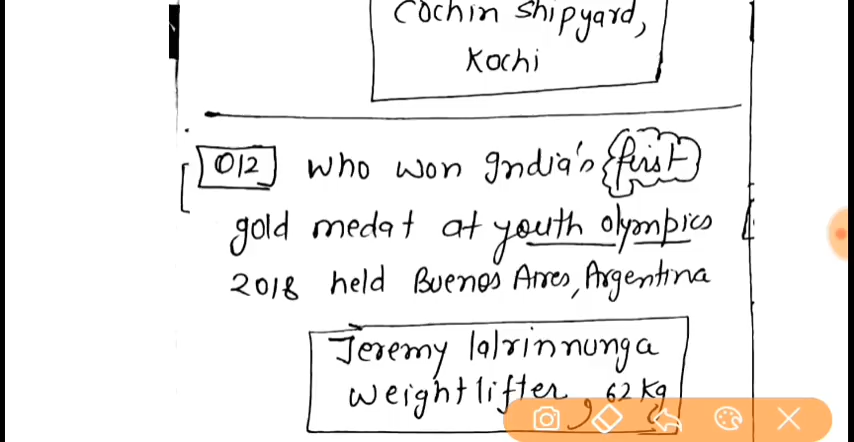 Cochin Shipyard,
Kochi
012 Who won India's first
gold medat at youth olympics
2018 held Buenos Aires, Argentina
Jeremy lalrinnunga
weightlifter, 62 kg